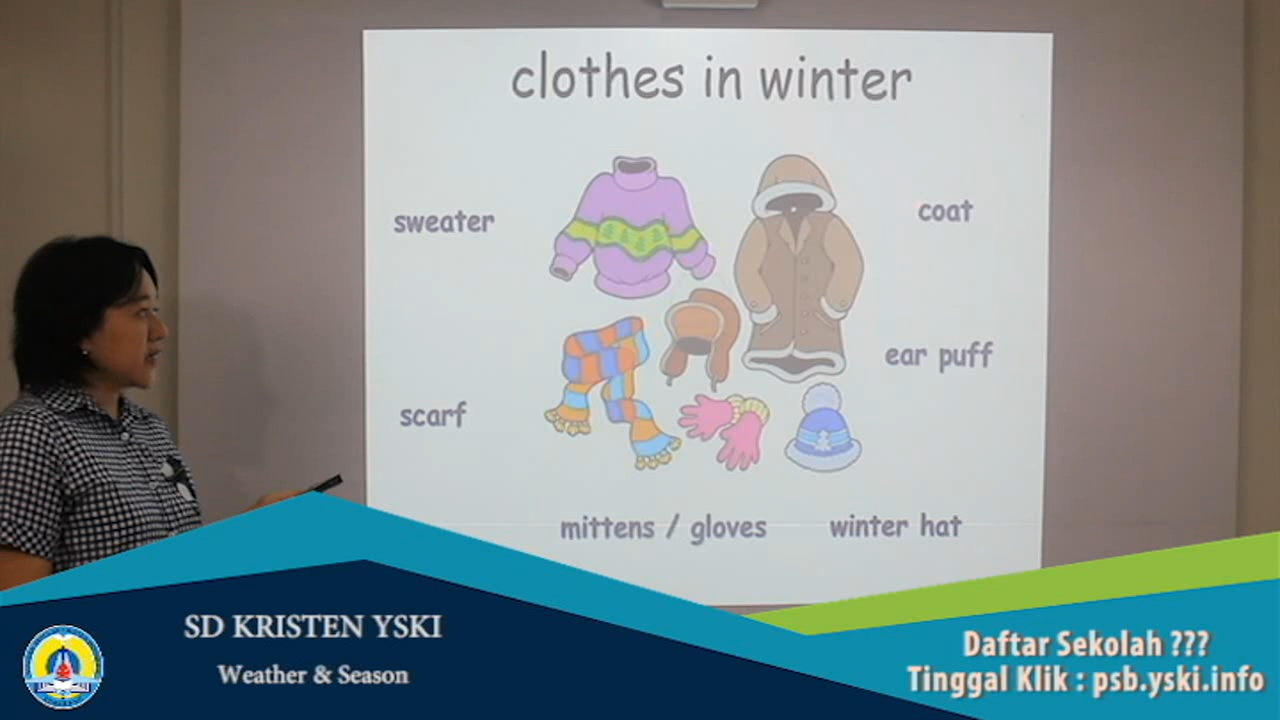 clothes in winter
sweater
coat
ear puff
scarf
mittens / gloves
winter hat
SD KRISTEN YSKI
Weather & Season
Daftar Sekolah ???
Tinggal Klik : psb.yski.info